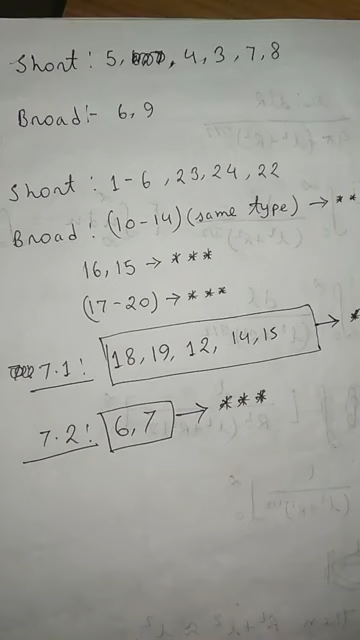 Short : 5, 4, 3, 7, 8
Broad :- 6, 9
Short : 1-6, 23, 24, 22
Broad : (10-14) (same type) → **
16, 15 → ***
(17-20) → ***
7.1 : 18, 19, 12, 14, 15 → *
7.2 : 6, 7 → ***